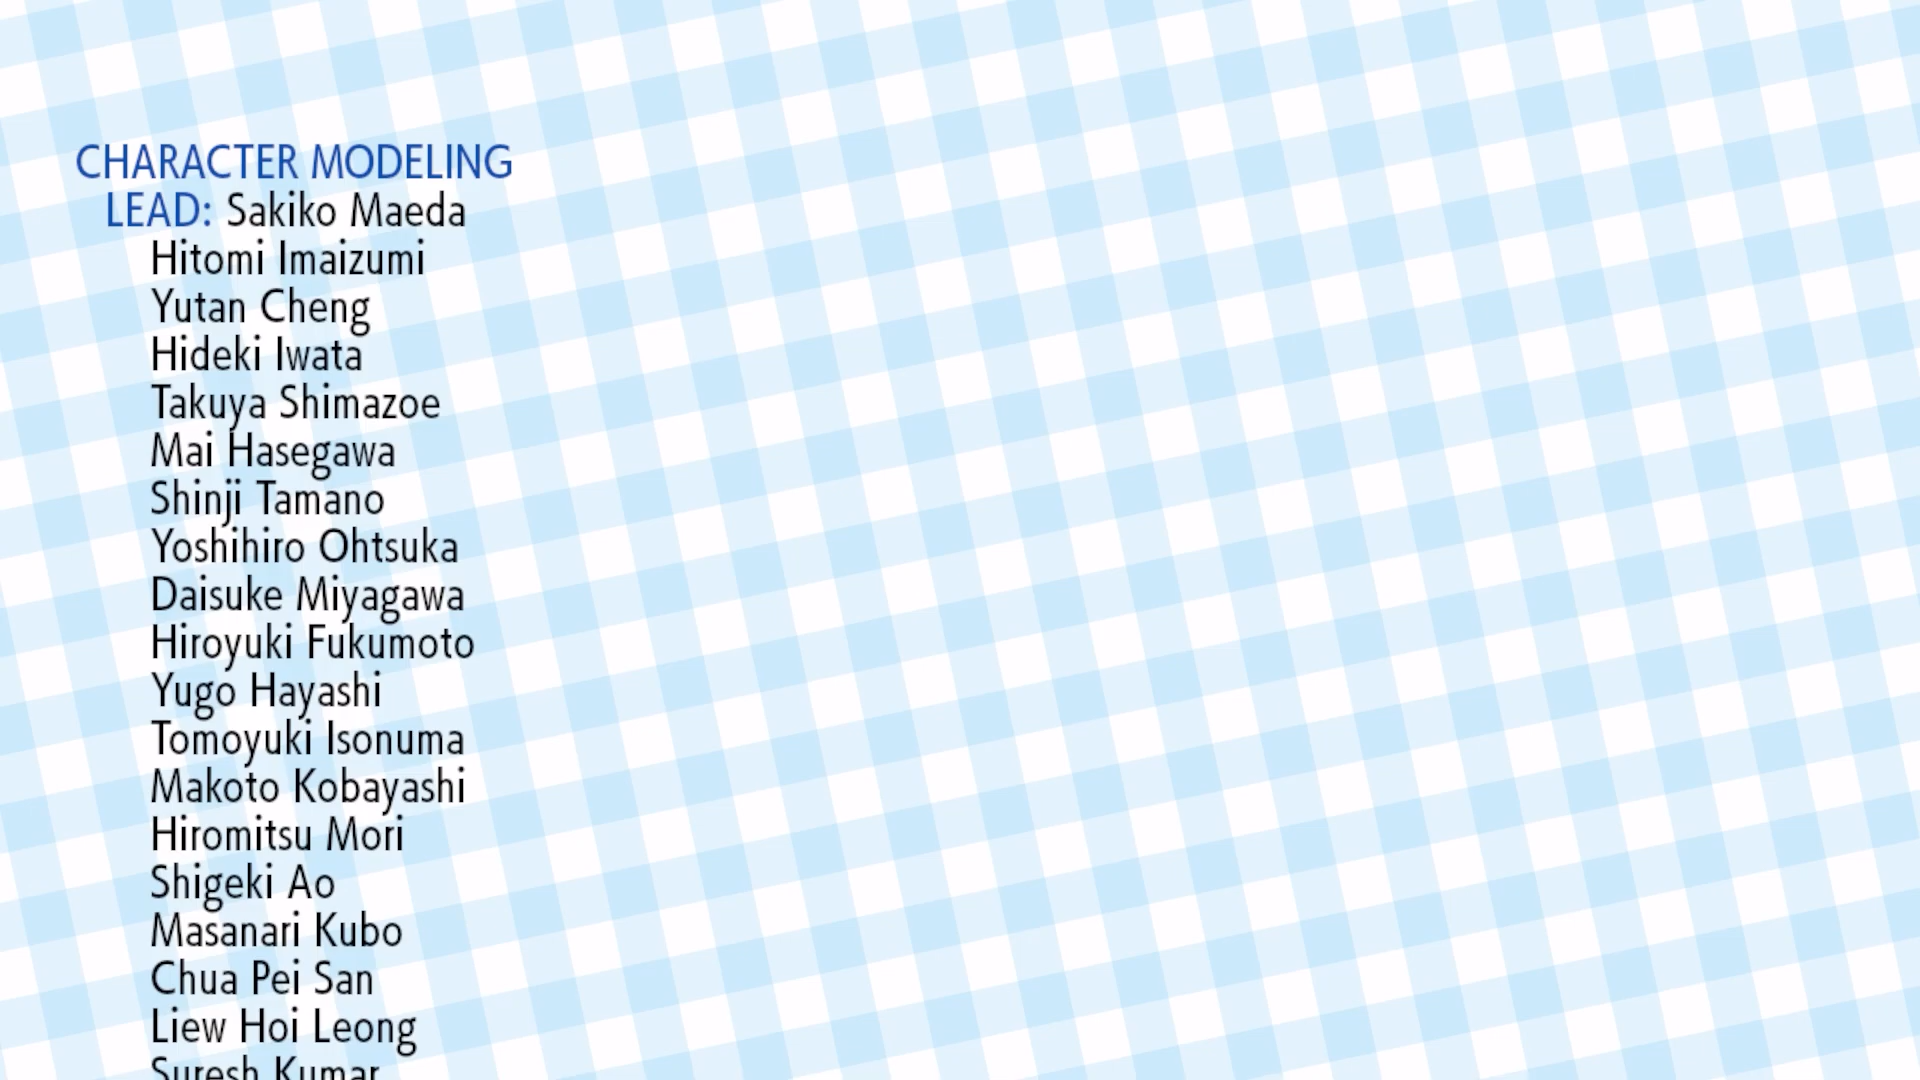 CHARACTER MODELING
LEAD: Sakiko Maeda
Hitomi Imaizumi
Yutan Cheng
Hideki Iwata
Takuya Shimazoe
Mai Hasegawa
Shinji Tamano
Yoshihiro Ohtsuka
Daisuke Miyagawa
Hiroyuki Fukumoto
Yugo Hayashi
Tomoyuki Isonuma
Makoto Kobayashi
Hiromitsu Mori
Shigeki Ao
Masanari Kubo
Chua Pei San
Liew Hoi Leong
Suresh Kumar